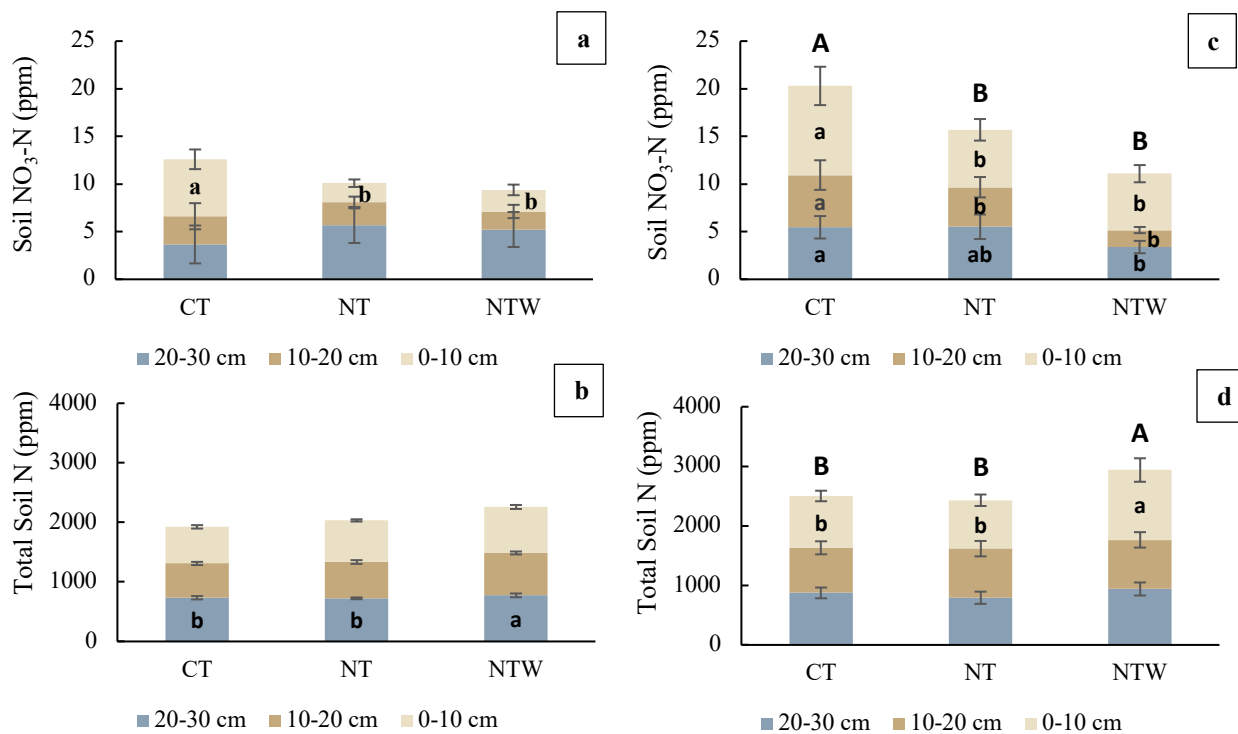 a
Soil NO₃-N (ppm)
25
20
15
10
5
0
a
b
b
CT NT NTW
20-30 cm 10-20 cm 0-10 cm
c
Soil NO₃-N (ppm)
25
20
15
10
5
0
A
B
B
a
b
b
a
b
b
a
ab
b
CT NT NTW
20-30 cm 10-20 cm 0-10 cm
b
Total Soil N (ppm)
4000
3000
2000
1000
0
b
b
a
CT NT NTW
20-30 cm 10-20 cm 0-10 cm
d
Total Soil N (ppm)
4000
3000
2000
1000
0
B
B
A
b
b
a
CT NT NTW
20-30 cm 10-20 cm 0-10 cm